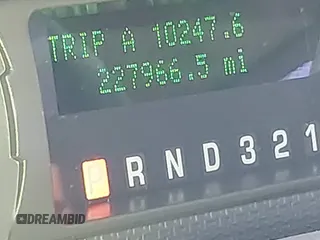 TRIP A 10247.6
227966.5 mi
P R N D 3 2 1
DREAMBID